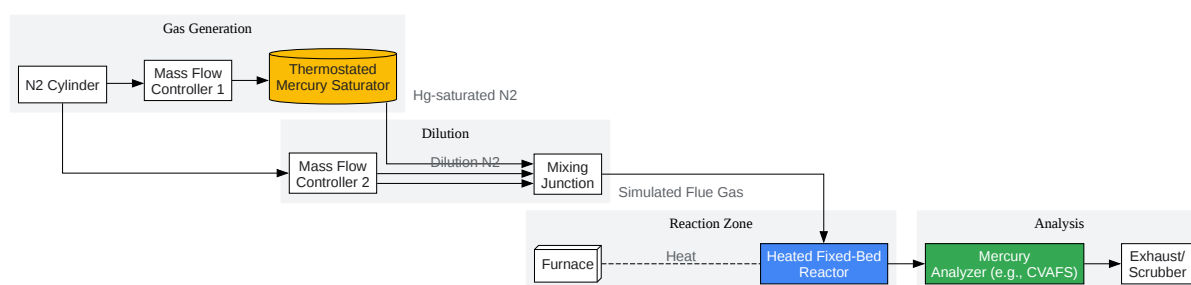 Gas Generation
N2 Cylinder
Mass Flow
Controller 1
Thermostated
Mercury Saturator
Hg-saturated N2
Dilution
Mass Flow
Controller 2
Dilution N2
Mixing
Junction
Simulated Flue Gas
Reaction Zone
Furnace
Heat
Heated Fixed-Bed
Reactor
Analysis
Mercury
Analyzer (e.g., CVAFS)
Exhaust/
Scrubber